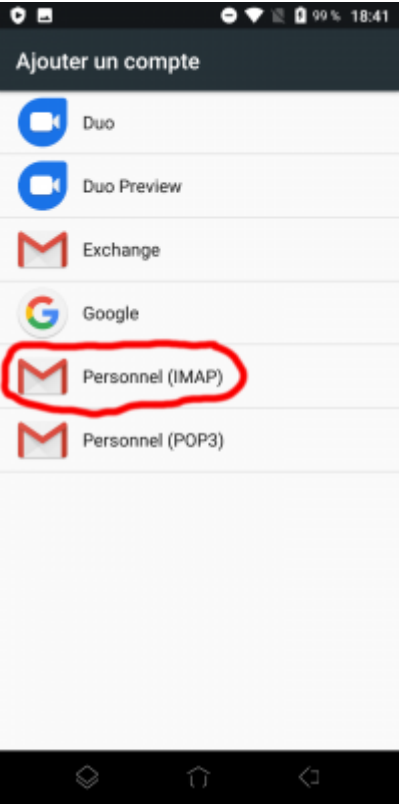 99 % 18:41
Ajouter un compte
Duo
Duo Preview
Exchange
Google
Personnel (IMAP)
Personnel (POP3)